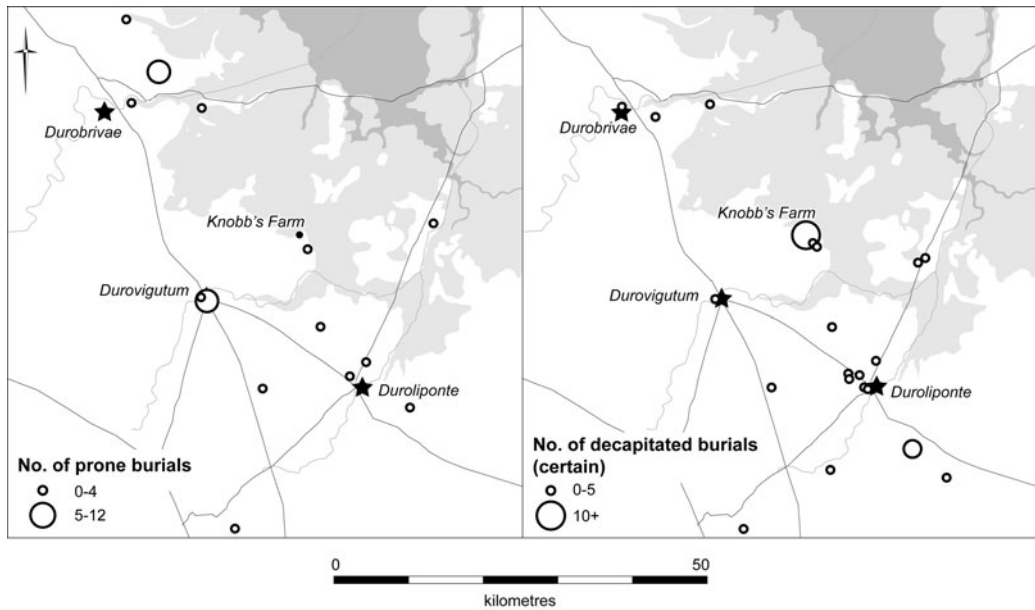 Durobrivae
Knobb's Farm
Durovigutum
Duroliponte
No. of prone burials
0-4
5-12
Durobrivae
Knobb's Farm
Durovigutum
Duroliponte
No. of decapitated burials
(certain)
0-5
10+
0
50
kilometres